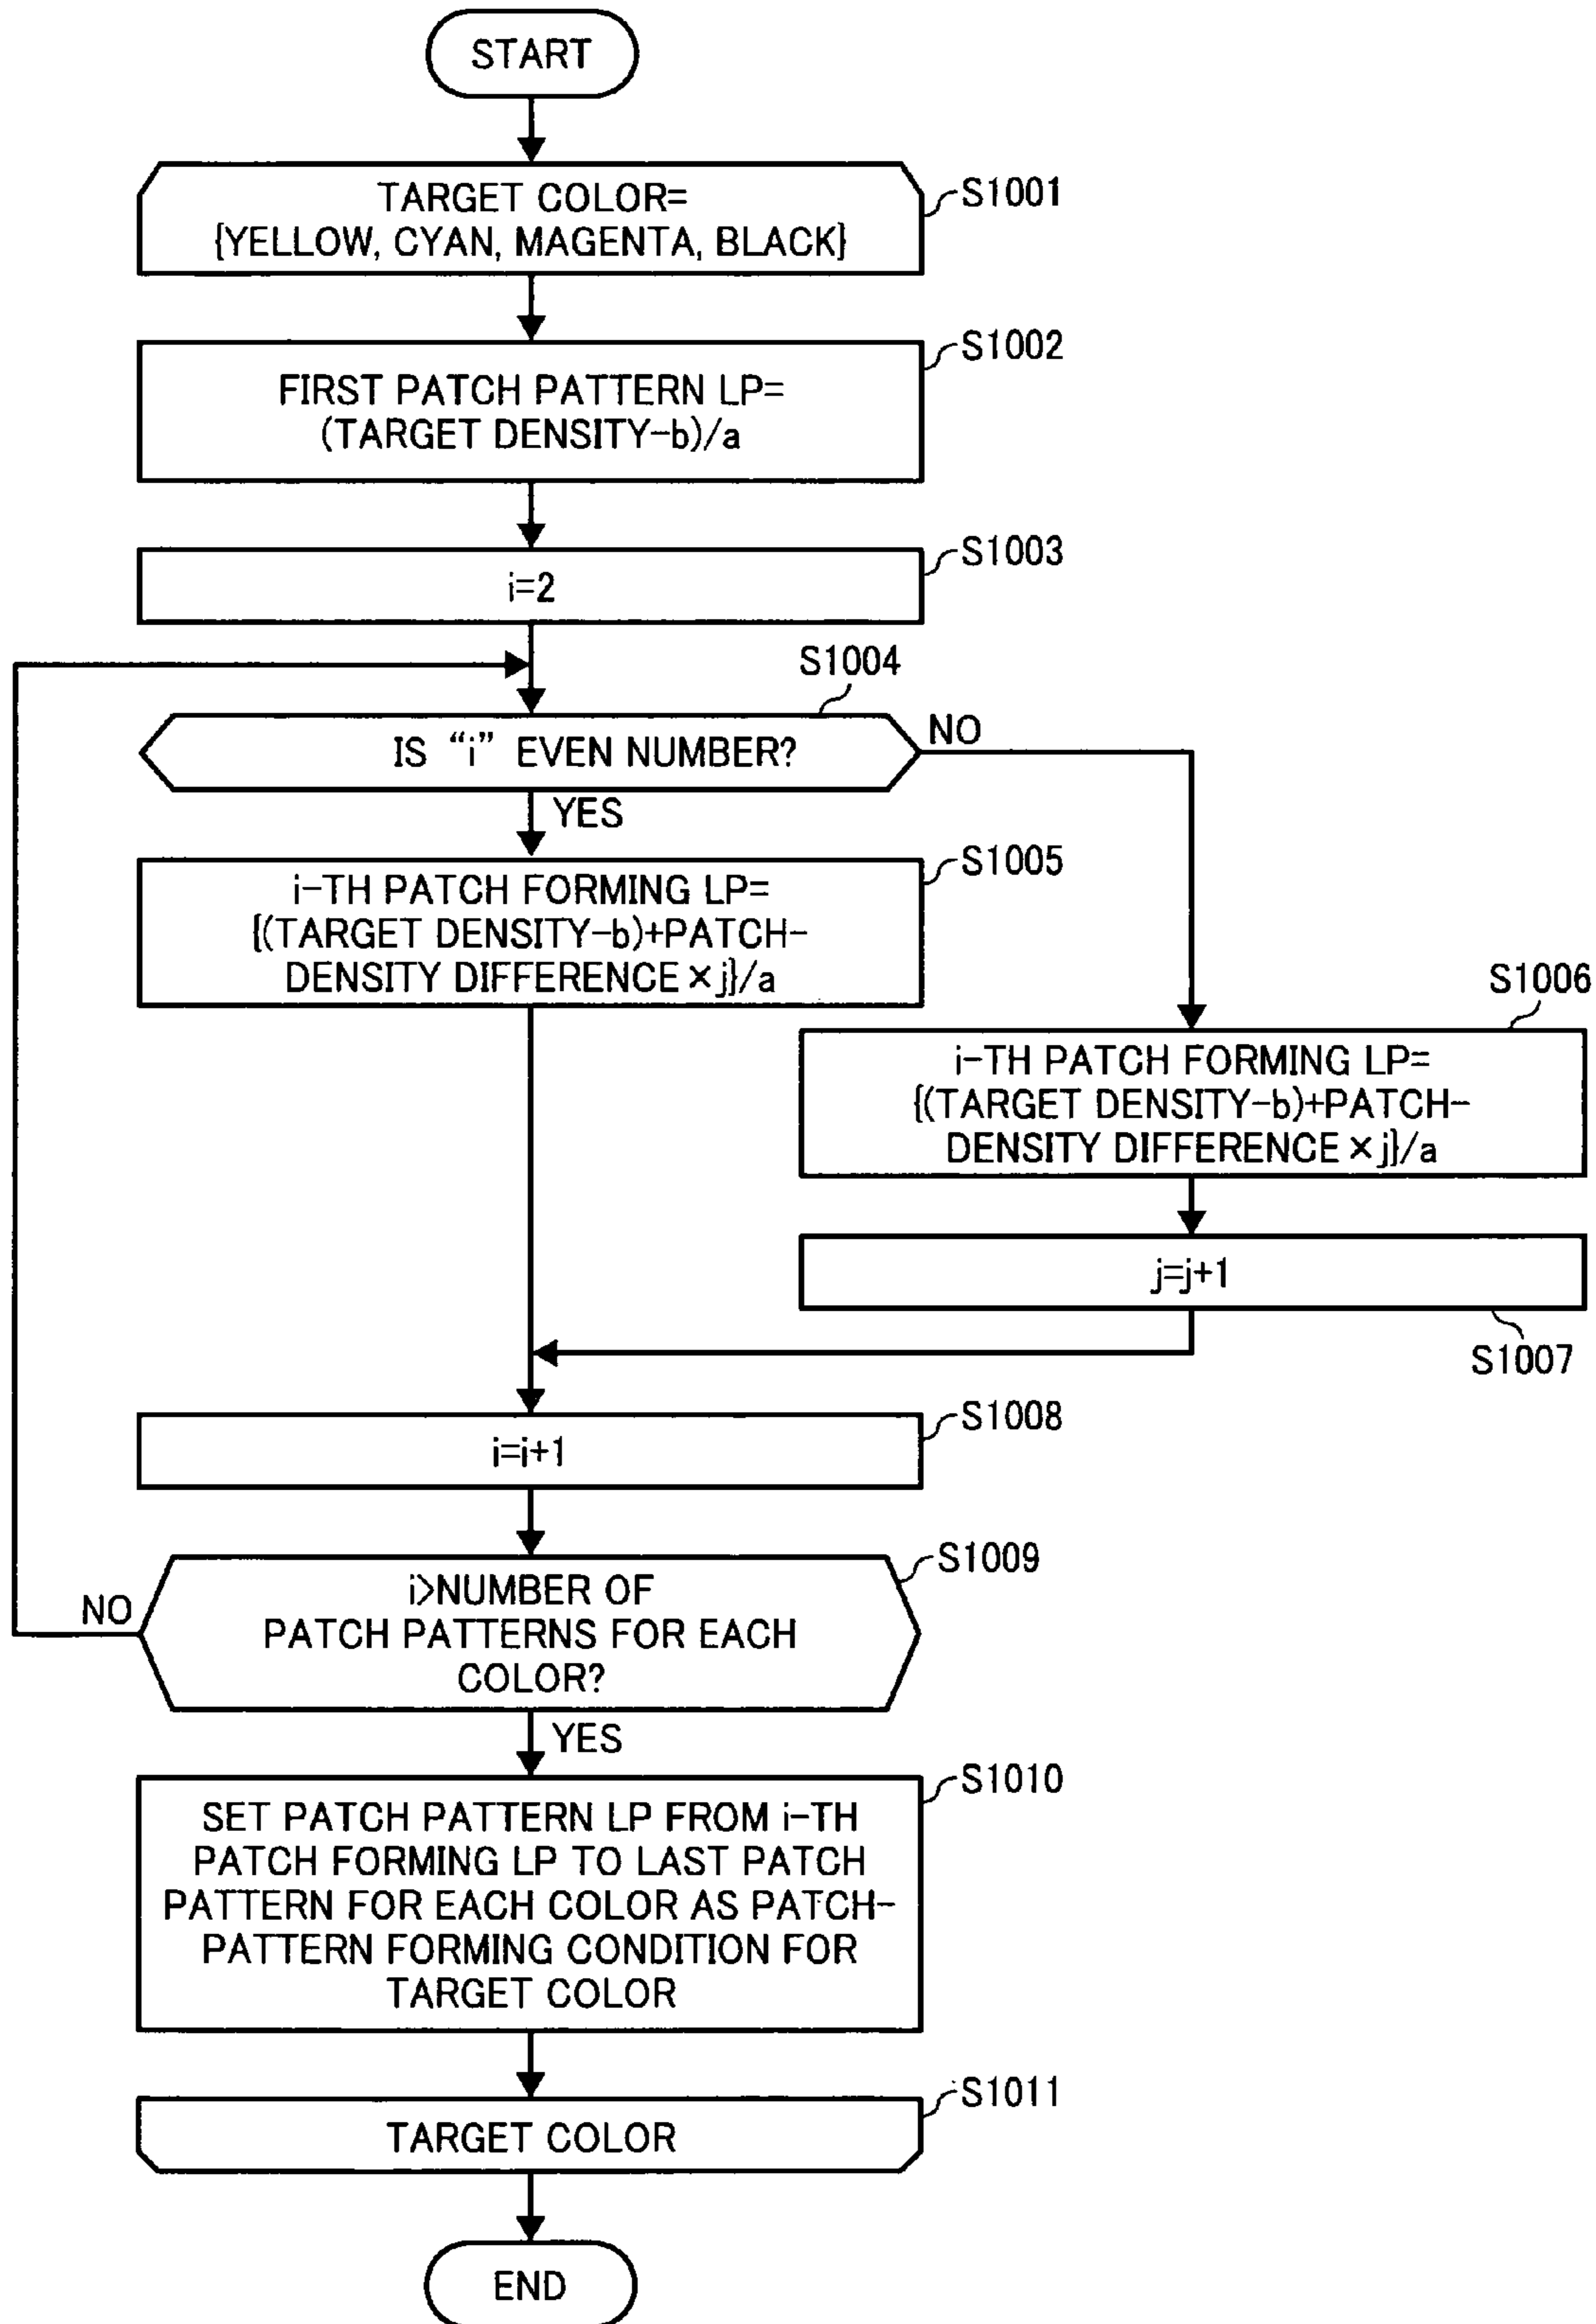 START
TARGET COLOR=
{YELLOW, CYAN, MAGENTA, BLACK}
S1001
FIRST PATCH PATTERN LP=
(TARGET DENSITY-b)/a
S1002
i=2
S1003
IS “i” EVEN NUMBER?
S1004
NO
YES
i-TH PATCH FORMING LP=
{(TARGET DENSITY-b)+PATCH-
DENSITY DIFFERENCE×j}/a
S1005
i-TH PATCH FORMING LP=
{(TARGET DENSITY-b)+PATCH-
DENSITY DIFFERENCE×j}/a
S1006
j=j+1
S1007
i=i+1
S1008
i>NUMBER OF
PATCH PATTERNS FOR EACH
COLOR?
S1009
NO
YES
SET PATCH PATTERN LP FROM i-TH
PATCH FORMING LP TO LAST PATCH
PATTERN FOR EACH COLOR AS PATCH-
PATTERN FORMING CONDITION FOR
TARGET COLOR
S1010
TARGET COLOR
S1011
END